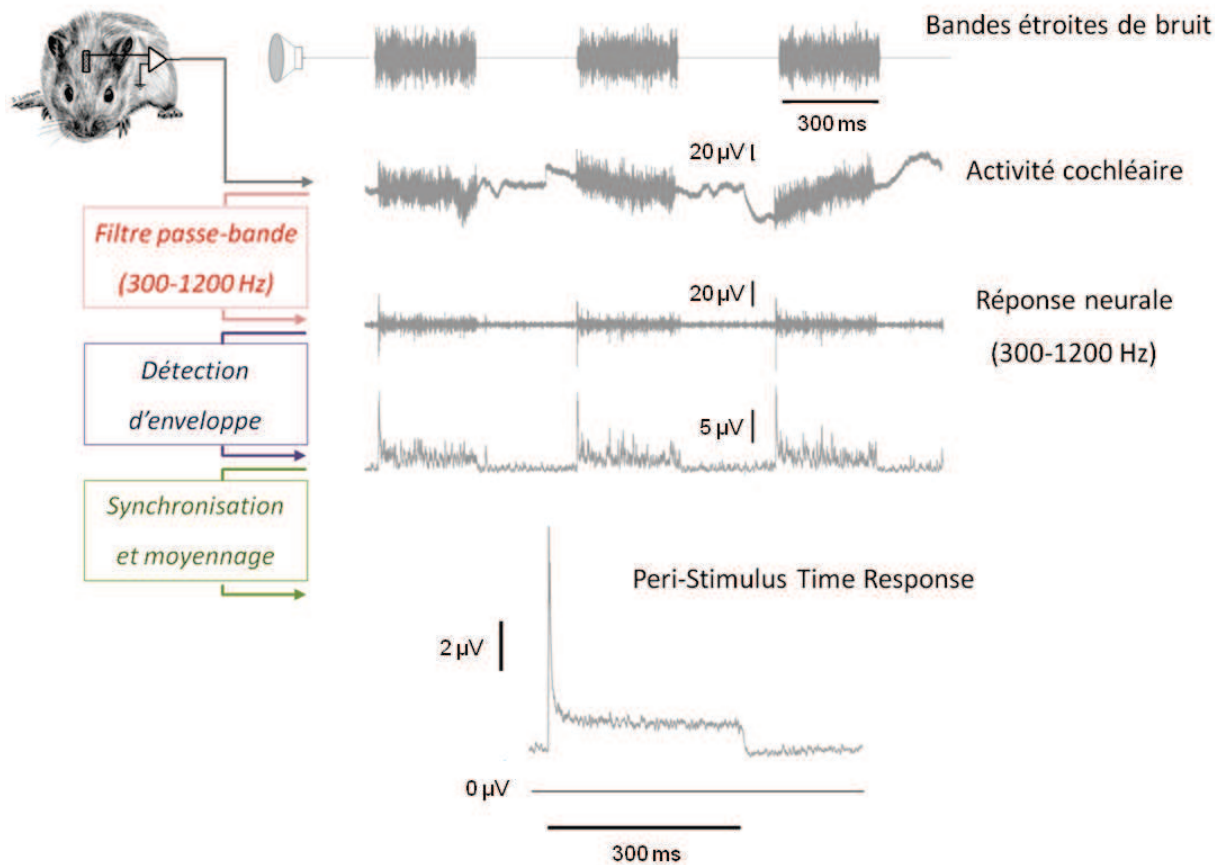 Bandes étroites de bruit
300 ms
20 µV
Activité cochléaire
Filtre passe-bande
(300-1200 Hz)
20 µV
Réponse neurale
(300-1200 Hz)
Détection
d'enveloppe
5 µV
Synchronisation
et moyennage
Peri-Stimulus Time Response
2 µV
0 µV
300 ms